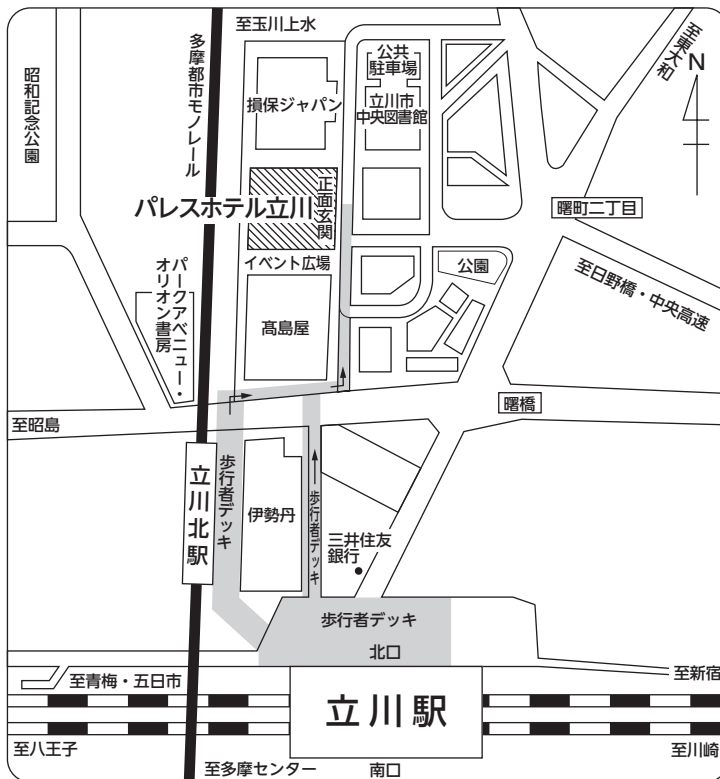 至玉川上水
多摩都市モノレール
昭和記念公園
損保ジャパン
公共
駐車場
立川市
中央図書館
至東大和
N
パレスホテル立川
正面玄関
曙町二丁目
イベント広場
公園
至日野橋・中央高速
パークアベニュー・
オリオン書房
髙島屋
曙橋
至昭島
立川北駅
歩行者デッキ
伊勢丹
歩行者デッキ
三井住友
銀行
歩行者デッキ
北口
至青梅・五日市
至新宿
立川駅
至八王子
至川崎
至多摩センター
南口